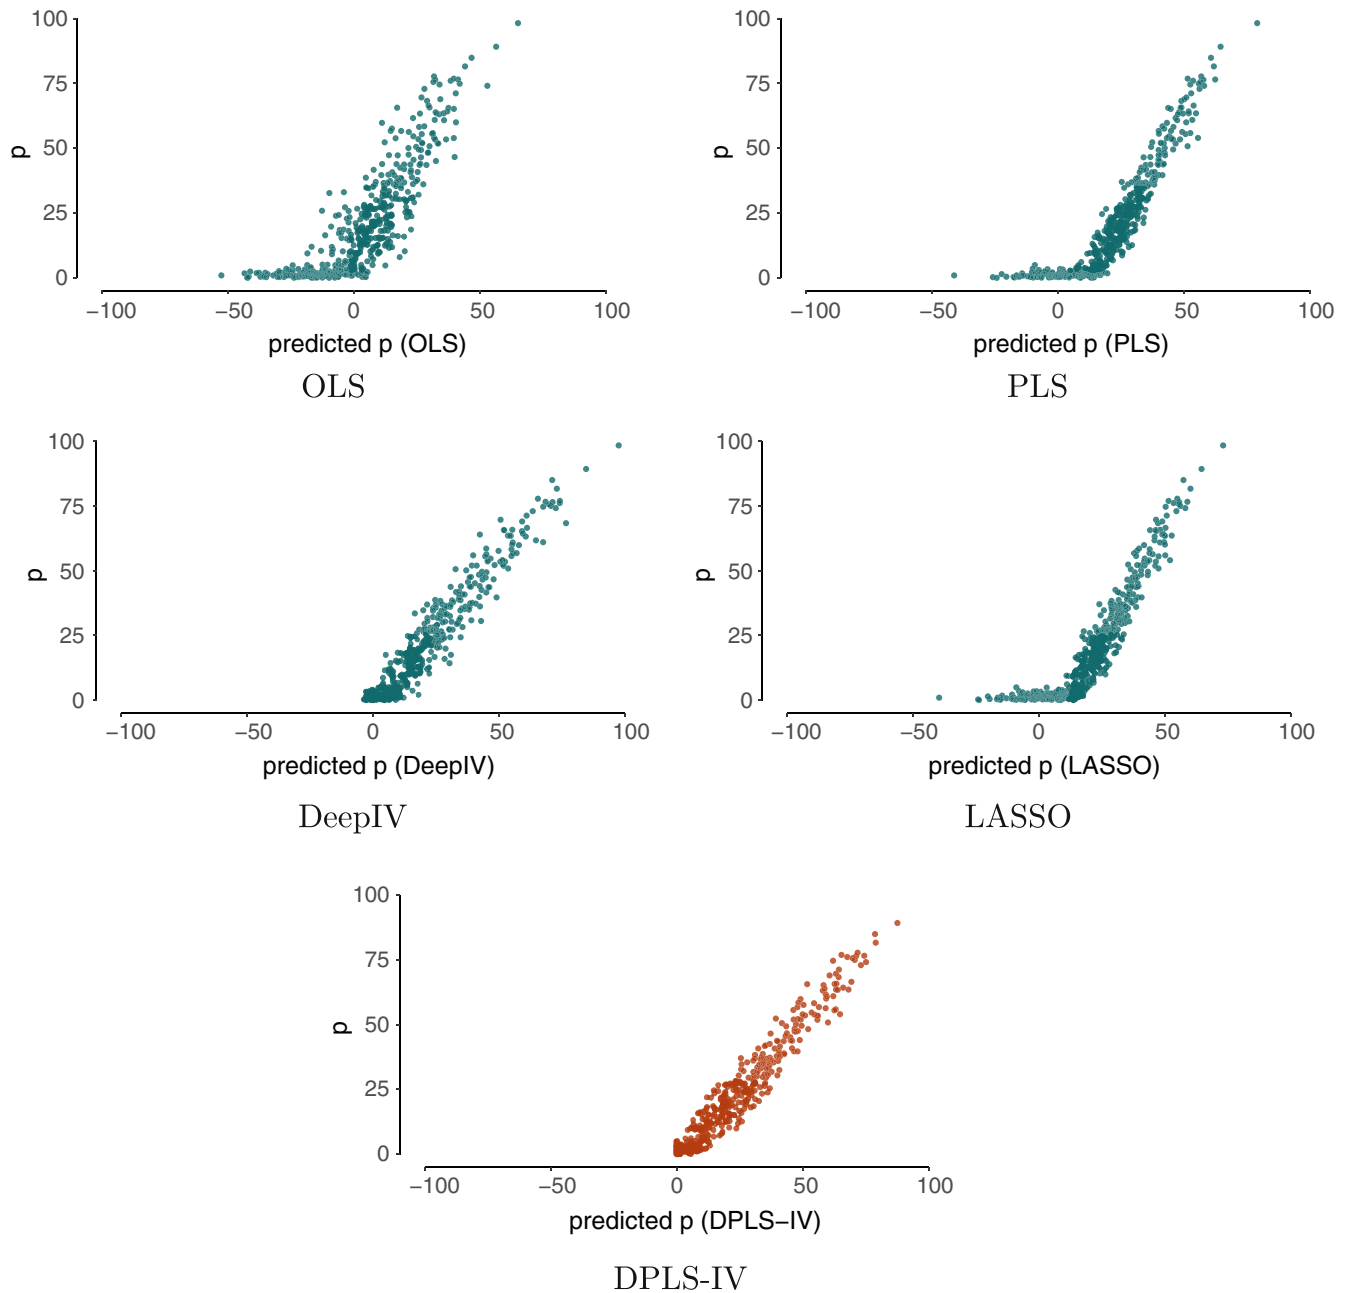 100
75
50
25
0
p
−100 −50 0 50 100
predicted p (OLS)
OLS
100
75
50
25
0
p
−100 −50 0 50 100
predicted p (PLS)
PLS
100
75
50
25
0
p
−100 −50 0 50 100
predicted p (DeepIV)
DeepIV
100
75
50
25
0
p
−100 −50 0 50 100
predicted p (LASSO)
LASSO
100
75
50
25
0
p
−100 −50 0 50 100
predicted p (DPLS−IV)
DPLS-IV